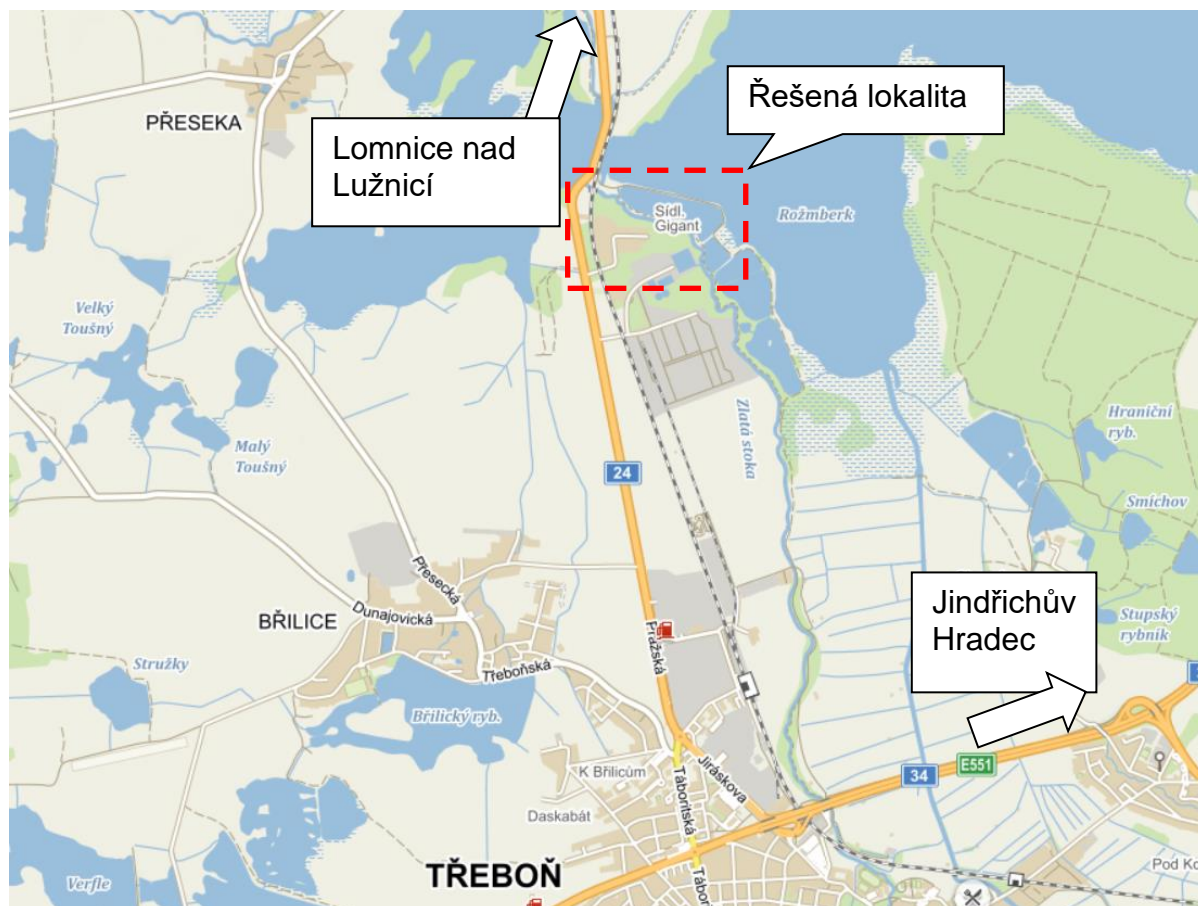 Řešená lokalita
PŘESEKA
Lomnice nad
Lužnicí
Sídl.
Gigant
Rožmberk
Velký
Toušný
Malý
Toušný
24
Zlatá stoka
Hraniční
ryb.
Smíchov
Přesecká
BŘILICE
Dunajovická
Třeboňská
Pražská
Jindřichův
Hradec
Stupský
rybník
Stružky
Břilický ryb.
E551
34
K Břilicům
Jiráskova
Táboritská
Daskabát
TŘEBOŇ
Verfle
Pod Ko